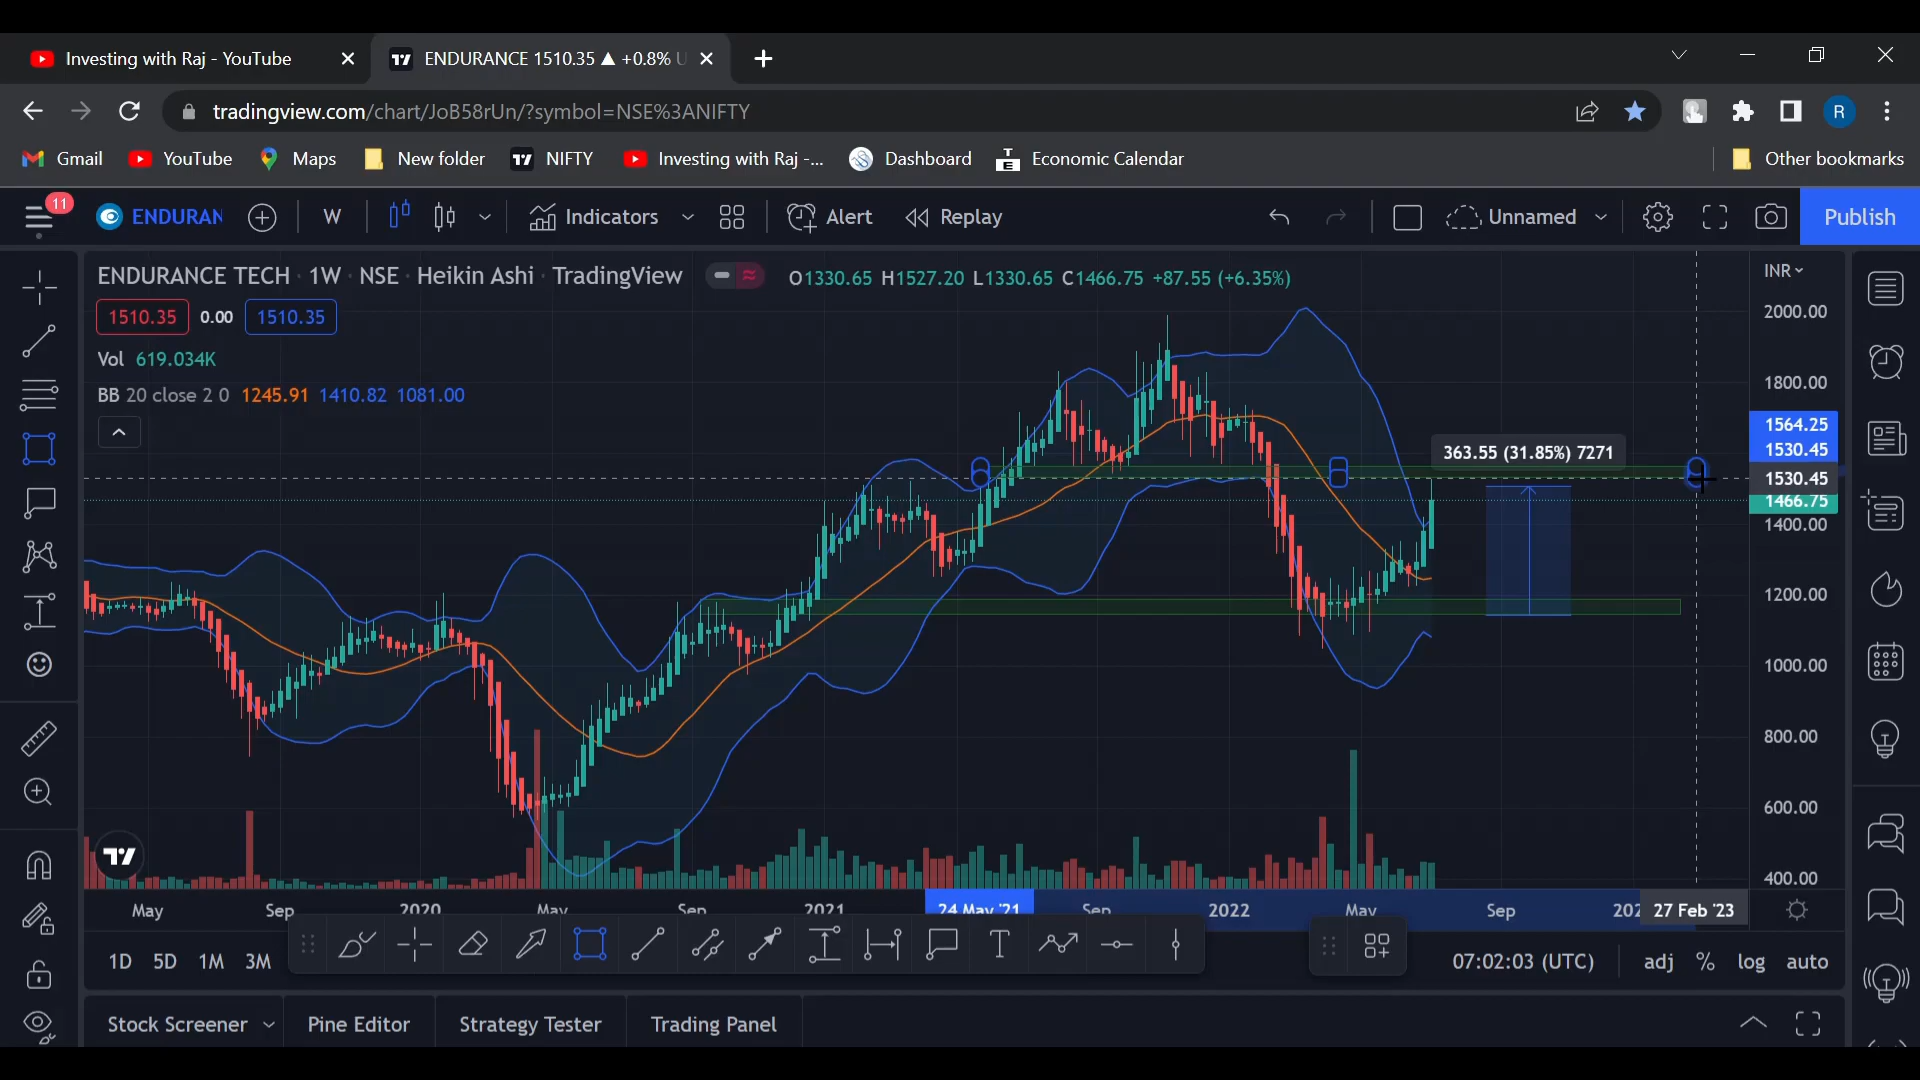 Investing with Raj - YouTube
ENDURANCE 1510.35 ▲ +0.8% U
tradingview.com/chart/JoB58rUn/?symbol=NSE%3ANIFTY
R
Gmail YouTube Maps New folder NIFTY Investing with Raj -... Dashboard Economic Calendar Other bookmarks
11 ENDURAN W Indicators Alert Replay Unnamed Publish
ENDURANCE TECH · 1W · NSE · Heikin Ashi · TradingView O1330.65 H1527.20 L1330.65 C1466.75 +87.55 (+6.35%) INR
1510.35 0.00 1510.35
Vol 619.034K
BB 20 close 2 0 1245.91 1410.82 1081.00
363.55 (31.85%) 7271
2000.00
1800.00
1564.25
1530.45
1530.45
1466.75
1400.00
1200.00
1000.00
800.00
600.00
400.00
May Sep 2020 May Sep 2021 24 May '21 Sep 2022 May Sep 27 Feb '23
1D 5D 1M 3M T 07:02:03 (UTC) adj % log auto
Stock Screener Pine Editor Strategy Tester Trading Panel